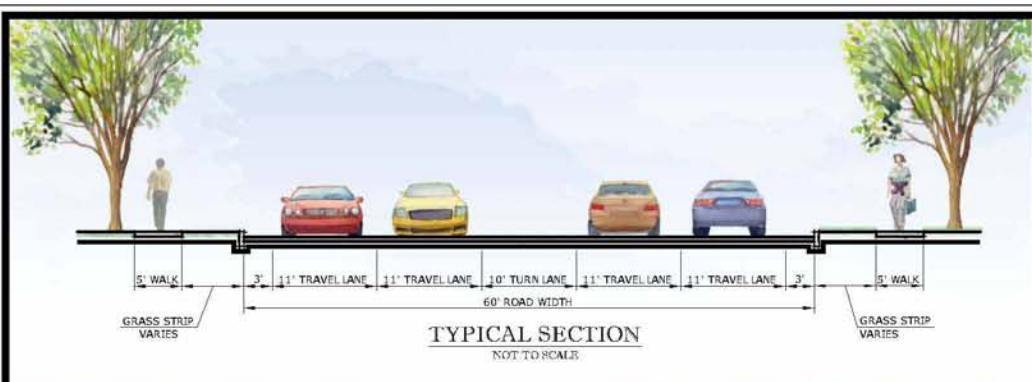 5' WALK
3'
11' TRAVEL LANE
11' TRAVEL LANE
10' TURN LANE
11' TRAVEL LANE
11' TRAVEL LANE
3'
5' WALK
60' ROAD WIDTH
GRASS STRIP
VARIES
GRASS STRIP
VARIES
TYPICAL SECTION
NOT TO SCALE